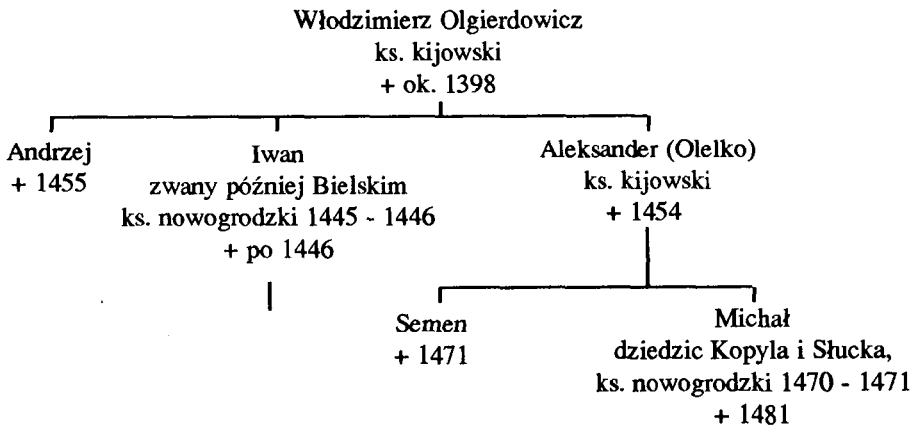 Włodzimierz Olgierdowicz
ks. kijowski
+ ok. 1398
Andrzej
+ 1455
Iwan
zwany później Bielskim
ks. nowogrodzki 1445 - 1446
+ po 1446
Aleksander (Olelko)
ks. kijowski
+ 1454
Semen
+ 1471
Michał
dziedzic Kopyla i Słucka,
ks. nowogrodzki 1470 - 1471
+ 1481